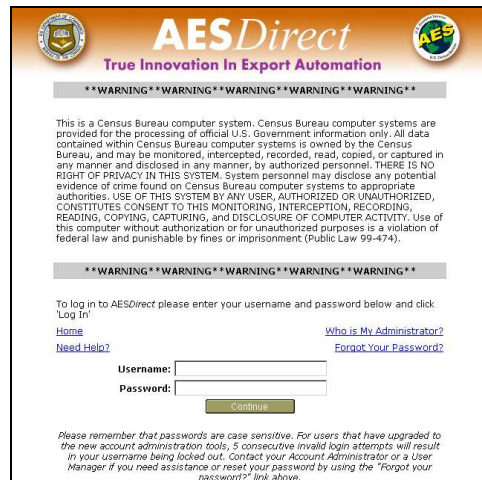 AESDirect
AES
True Innovation In Export Automation
**WARNING**WARNING**WARNING**WARNING**WARNING**
This is a Census Bureau computer system. Census Bureau computer systems are
provided for the processing of official U.S. Government information only. All data
contained within Census Bureau computer systems is owned by the Census
Bureau, and may be monitored, intercepted, recorded, read, copied, or captured in
any manner and disclosed in any manner, by authorized personnel. THERE IS NO
RIGHT OF PRIVACY IN THIS SYSTEM. System personnel may disclose any potential
evidence of crime found on Census Bureau computer systems to appropriate
authorities. USE OF THIS SYSTEM BY ANY USER, AUTHORIZED OR UNAUTHORIZED,
CONSTITUTES CONSENT TO THIS MONITORING, INTERCEPTION, RECORDING,
READING, COPYING, CAPTURING, and DISCLOSURE OF COMPUTER ACTIVITY. Use of
this computer without authorization or for unauthorized purposes is a violation of
federal law and punishable by fines or imprisonment (Public Law 99-474).
**WARNING**WARNING**WARNING**WARNING**WARNING**
To log in to AESDirect please enter your username and password below and click
'Log In'
Home Who is My Administrator?
Need Help? Forgot Your Password?
Username:
Password:
Continue
Please remember that passwords are case sensitive. For users that have upgraded to
the new account administration tools, 5 consecutive invalid login attempts will result
in your username being locked out. Contact your Account Administrator or a User
Manager if you need assistance or reset your password by using the "Forgot your
password?" link above.